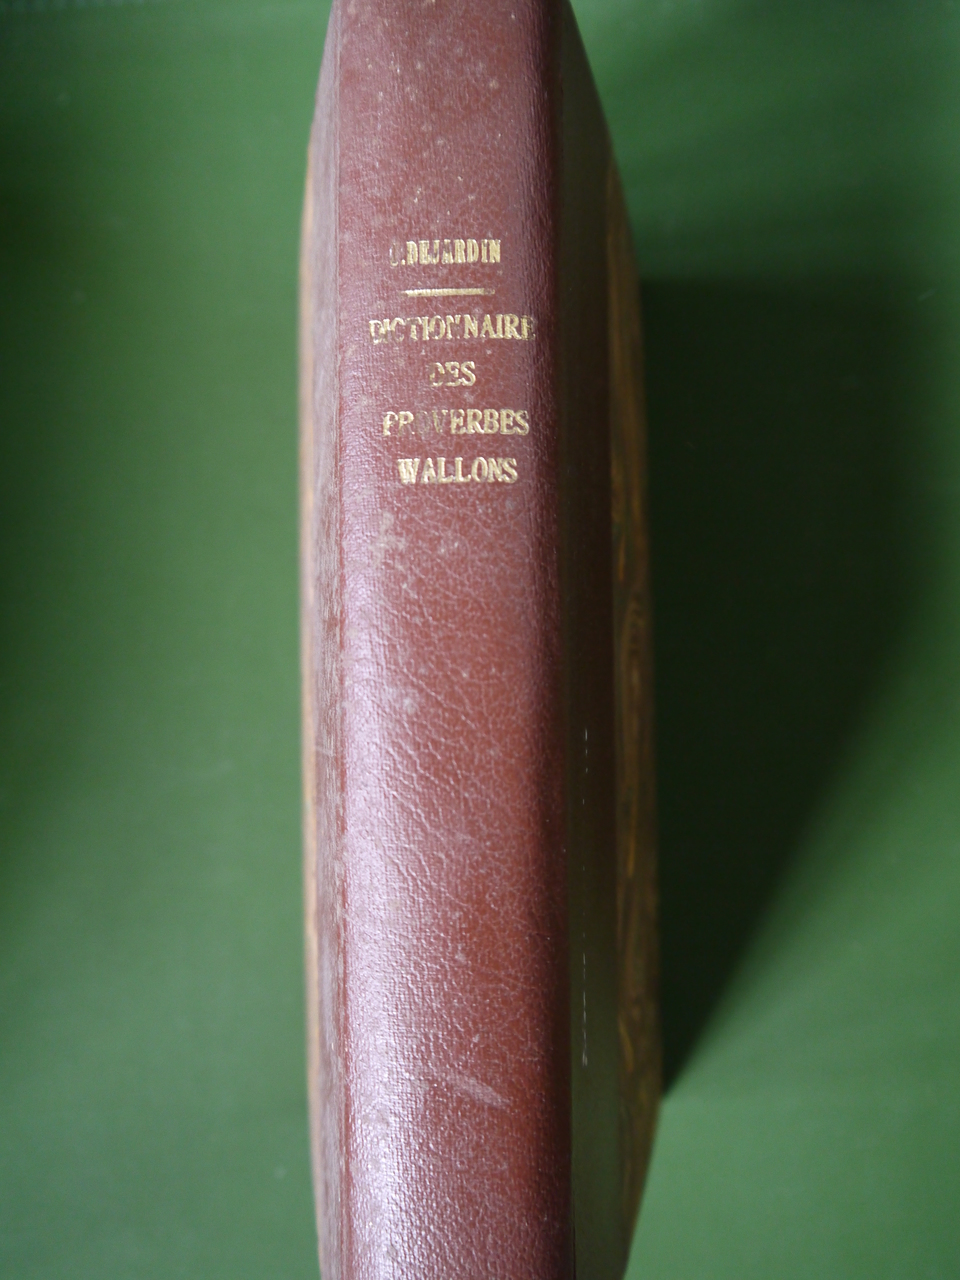 DEJARDIN
DICTIONNAIRE
DES
PROVERBES
WALLONS